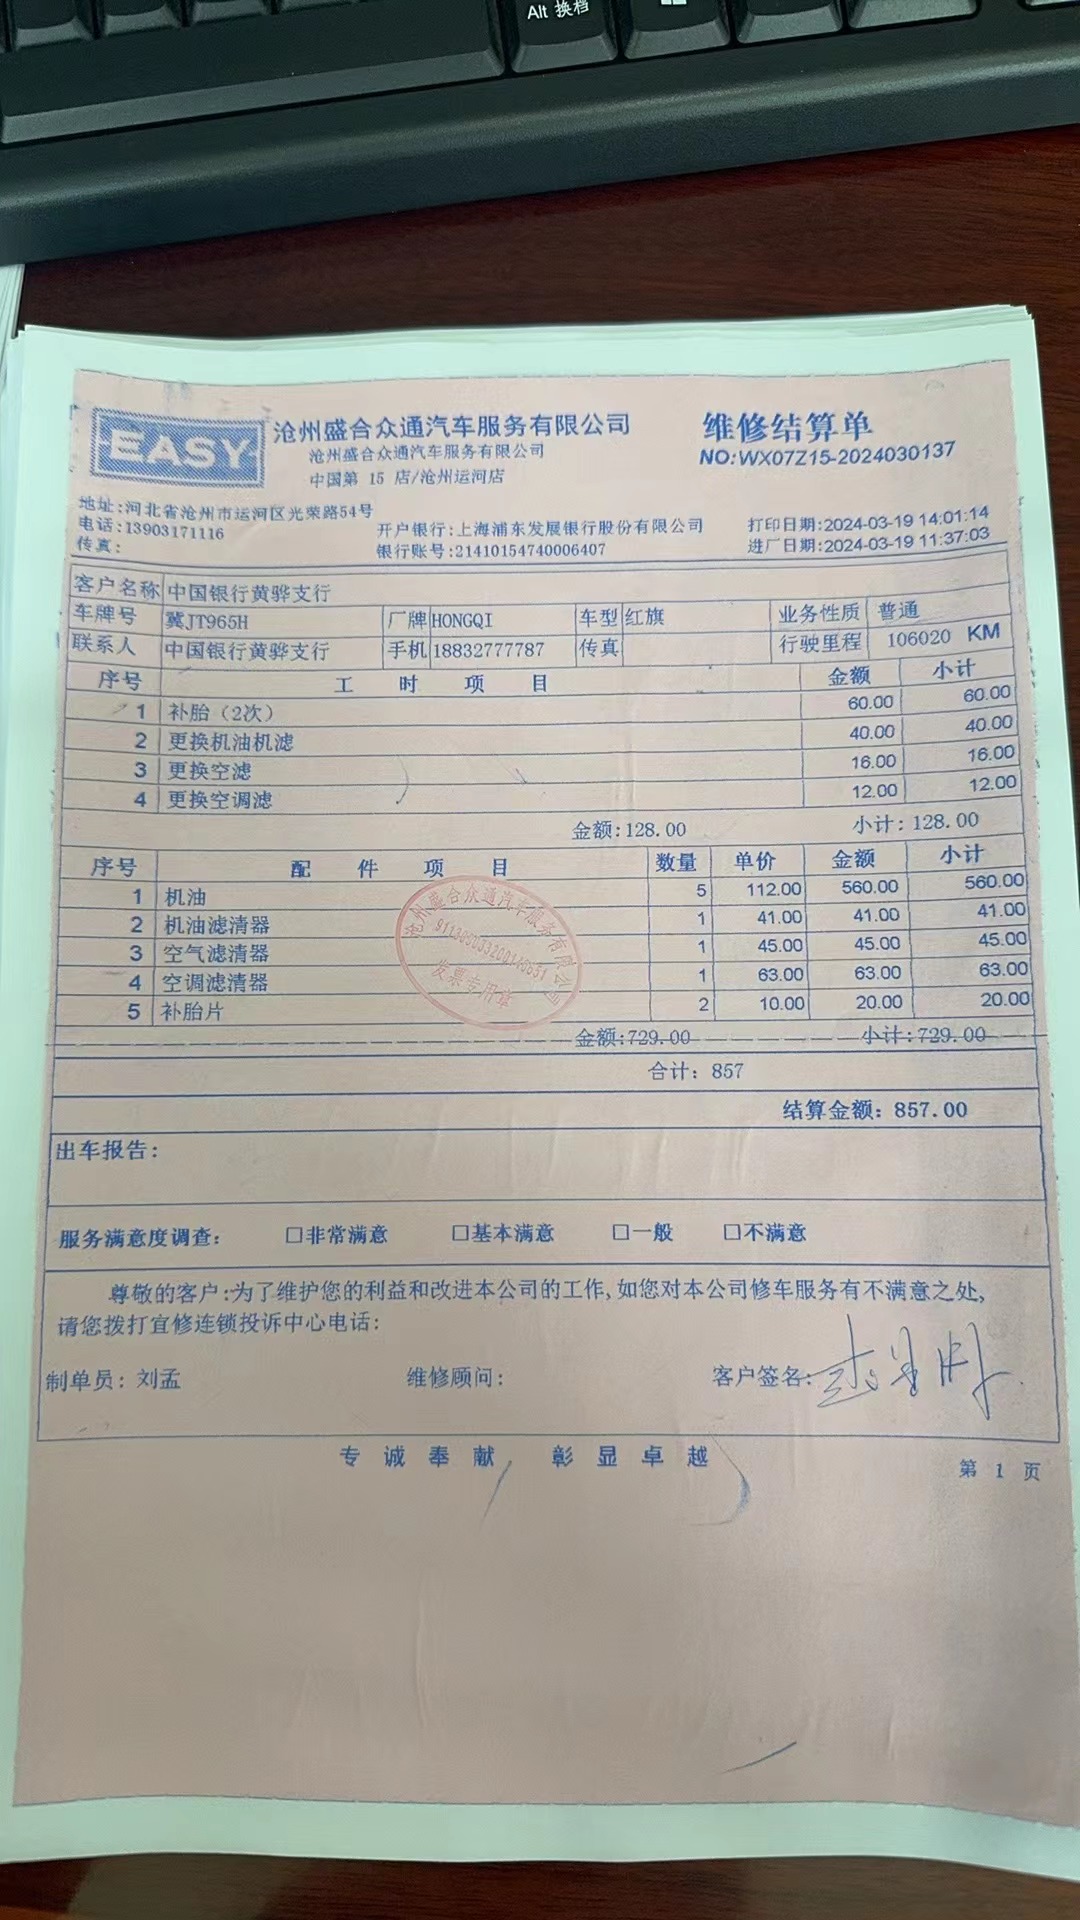 Alt 换档
EASY
沧州盛合众通汽车服务有限公司
沧州盛合众通汽车服务有限公司
中国第 15 店/沧州运河店
维修结算单
NO:WX07Z15-2024030137
地址:河北省沧州市运河区光荣路54号
电话:13903171116
传真:
开户银行:上海浦东发展银行股份有限公司
银行账号:21410154740006407
打印日期:2024-03-19 14:01:14
进厂日期:2024-03-19 11:37:03
客户名称 中国银行黄骅支行
车牌号 冀JT965H 厂牌 HONGQI 车型 红旗 业务性质 普通
联系人 中国银行黄骅支行 手机 18832777787 传真 行驶里程 106020 KM
序号 工 时 项 目 金额 小计
1 补胎（2次） 60.00 60.00
2 更换机油机滤 40.00 40.00
3 更换空滤 16.00 16.00
4 更换空调滤 12.00 12.00
金额:128.00 小计:128.00
序号 配 件 项 目 数量 单价 金额 小计
1 机油 5 112.00 560.00 560.00
2 机油滤清器 1 41.00 41.00 41.00
3 空气滤清器 1 45.00 45.00 45.00
4 空调滤清器 1 63.00 63.00 63.00
5 补胎片 2 10.00 20.00 20.00
沧州盛合众通汽车服务有限公司
发票专用章
金额:729.00 小计:729.00
合计: 857
结算金额: 857.00
出车报告:
服务满意度调查: □非常满意 □基本满意 □一般 □不满意
尊敬的客户:为了维护您的利益和改进本公司的工作,如您对本公司修车服务有不满意之处,
请您拨打宜修连锁投诉中心电话:
制单员: 刘孟 维修顾问: 客户签名:
专 诚 奉 献 彰 显 卓 越
第 1 页